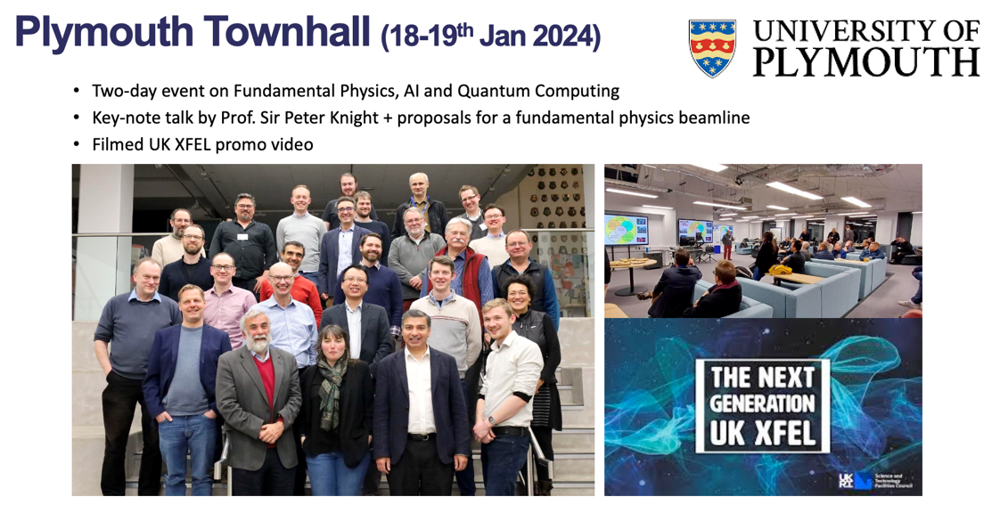 Plymouth Townhall (18-19th Jan 2024)
UNIVERSITY OF
PLYMOUTH
• Two-day event on Fundamental Physics, AI and Quantum Computing
• Key-note talk by Prof. Sir Peter Knight + proposals for a fundamental physics beamline
• Filmed UK XFEL promo video
THE NEXT
GENERATION
UK XFEL
UK
RI
Science and
Technology
Facilities Council